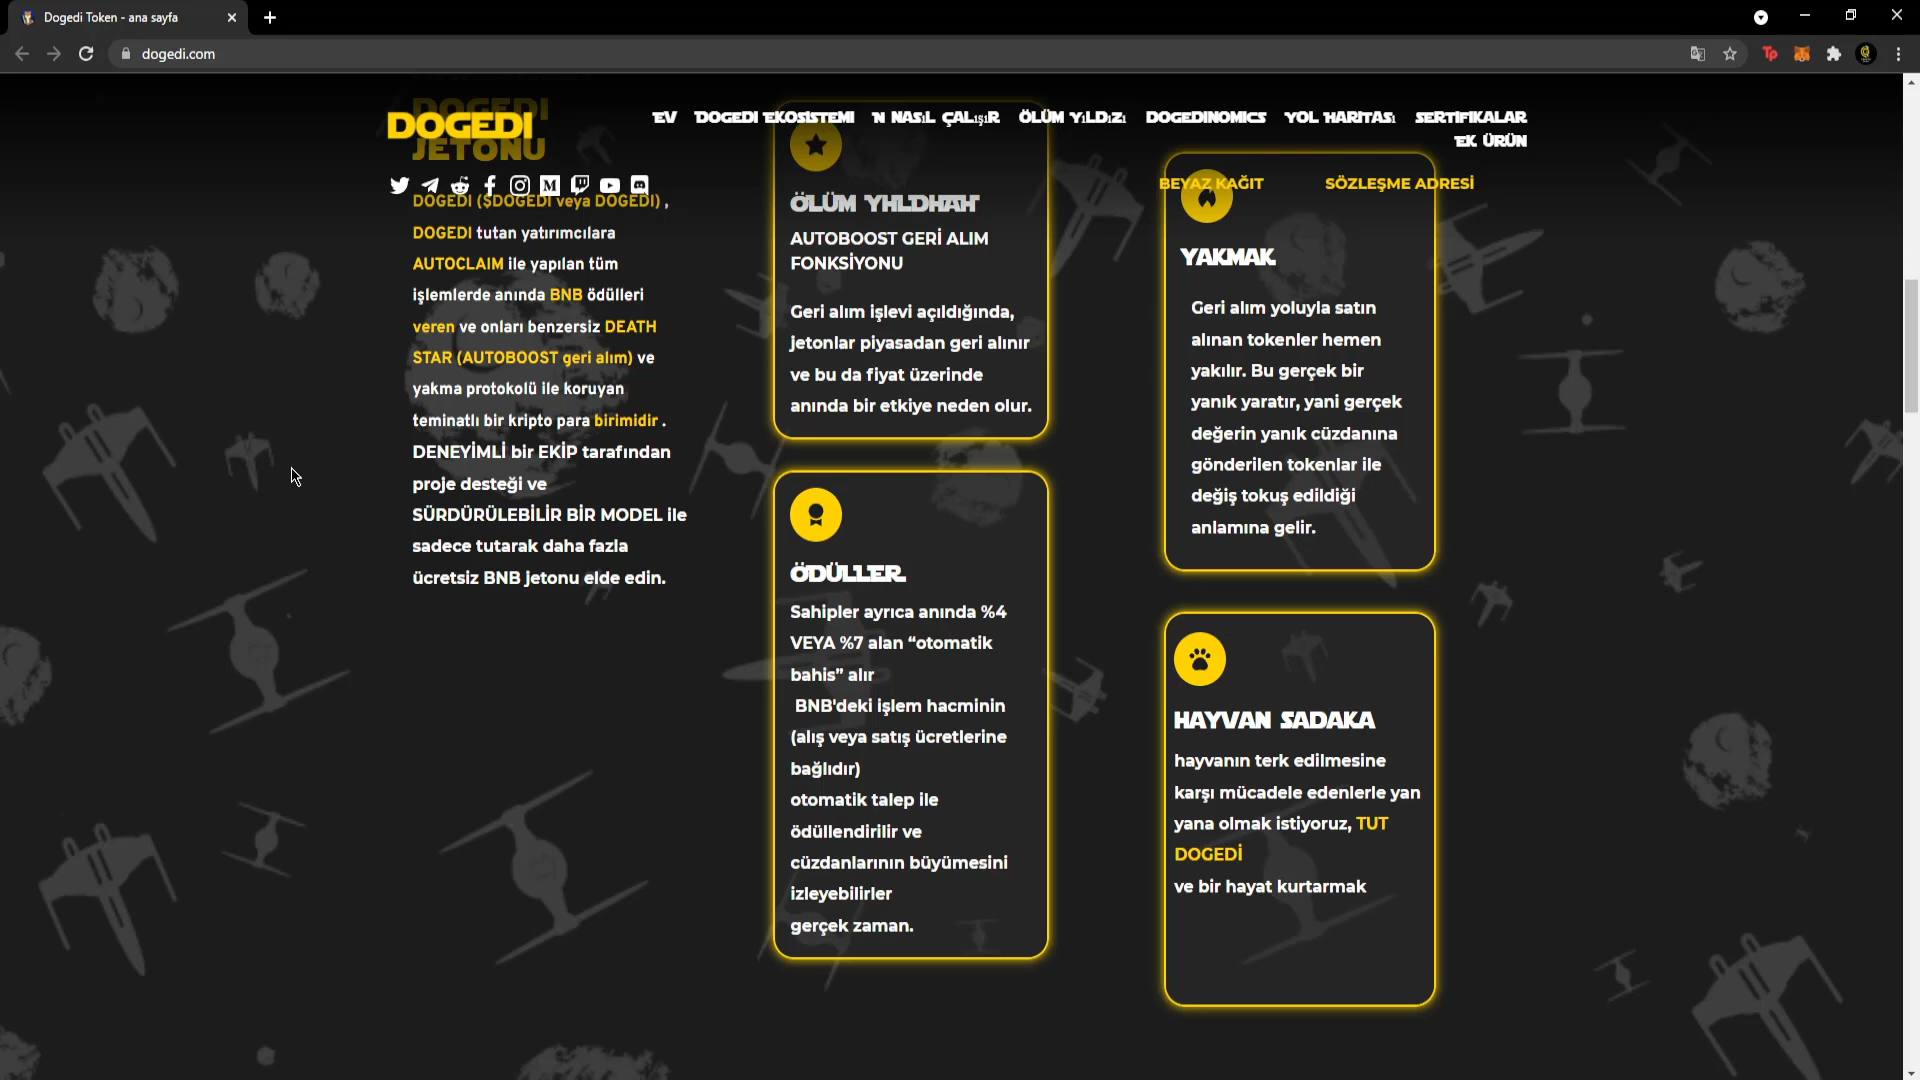 Dogedi Token - ana sayfa
dogedi.com
DOGEDI
DOGEDI
JETONU
EV DOGEDI EKOSISTEMI 'N NASıL ÇALışıR ÖLÜM YıLDıZı DOGEDINOMICS YOL HARITASı SERTIFIKALAR
EK ÜRÜN
BEYAZ KAĞIT SÖZLEŞME ADRESİ
DOGEDI ($DOGEDI veya DOGEDI) ,
DOGEDI tutan yatırımcılara
AUTOCLAIM ile yapılan tüm
işlemlerde anında BNB ödülleri
veren ve onları benzersiz DEATH
STAR (AUTOBOOST geri alım) ve
yakma protokolü ile koruyan
teminatlı bir kripto para birimidir .
DENEYİMLİ bir EKİP tarafından
proje desteği ve
SÜRDÜRÜLEBİLİR BİR MODEL ile
sadece tutarak daha fazla
ücretsiz BNB jetonu elde edin.
ÖLÜM
AUTOBOOST GERİ ALIM
FONKSİYONU
Geri alım işlevi açıldığında,
jetonlar piyasadan geri alınır
ve bu da fiyat üzerinde
anında bir etkiye neden olur.
ÖDÜLLER
Sahipler ayrıca anında %4
VEYA %7 alan “otomatik
bahis” alır
BNB'deki işlem hacminin
(alış veya satış ücretlerine
bağlıdır)
otomatik talep ile
ödüllendirilir ve
cüzdanlarının büyümesini
izleyebilirler
gerçek zaman.
YAKMAK
Geri alım yoluyla satın
alınan tokenler hemen
yakılır. Bu gerçek bir
yanık yaratır, yani gerçek
değerin yanık cüzdanına
gönderilen tokenlar ile
değiş tokuş edildiği
anlamına gelir.
HAYVAN SADAKA
hayvanın terk edilmesine
karşı mücadele edenlerle yan
yana olmak istiyoruz, TUT
DOGEDİ
ve bir hayat kurtarmak